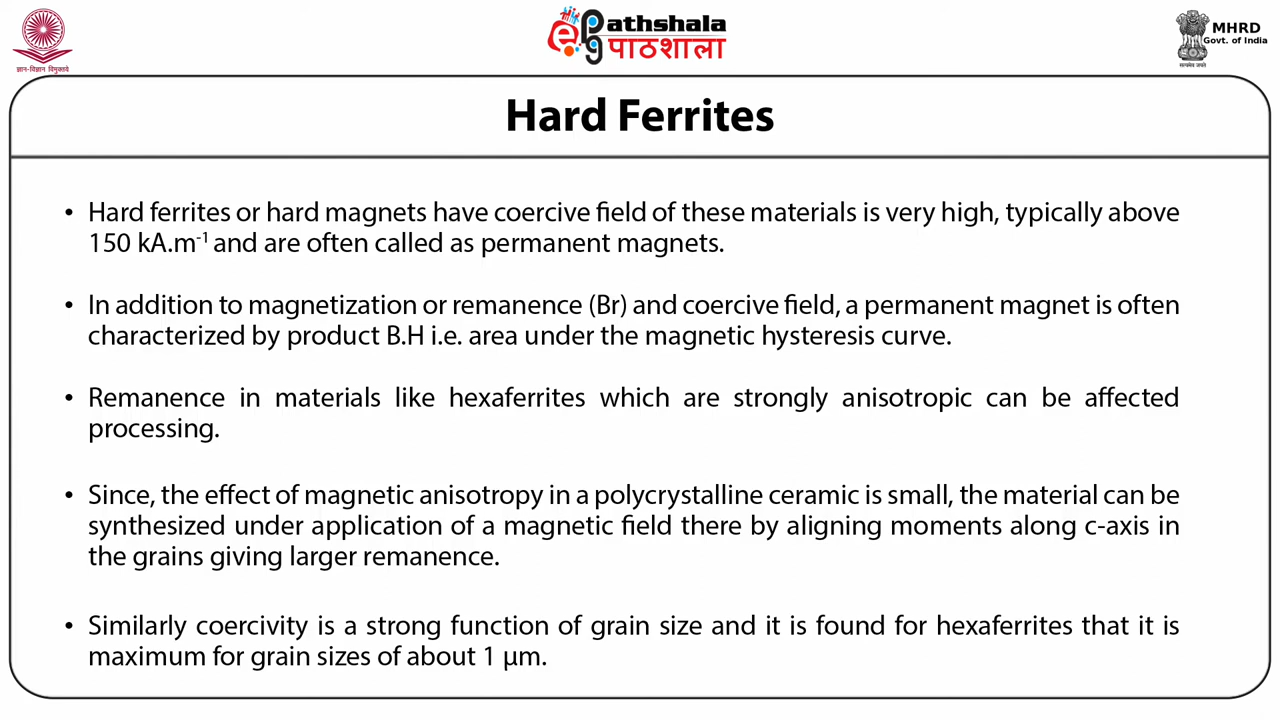 ज्ञान-विज्ञान विमुक्तये
ePG Pathshala
पाठशाला
MHRD
Govt. of India
सत्यमेव जयते
Hard Ferrites
• Hard ferrites or hard magnets have coercive field of these materials is very high, typically above
150 kA.m⁻¹ and are often called as permanent magnets.
• In addition to magnetization or remanence (Br) and coercive field, a permanent magnet is often
characterized by product B.H i.e. area under the magnetic hysteresis curve.
• Remanence in materials like hexaferrites which are strongly anisotropic can be affected
processing.
• Since, the effect of magnetic anisotropy in a polycrystalline ceramic is small, the material can be
synthesized under application of a magnetic field there by aligning moments along c-axis in
the grains giving larger remanence.
• Similarly coercivity is a strong function of grain size and it is found for hexaferrites that it is
maximum for grain sizes of about 1 µm.